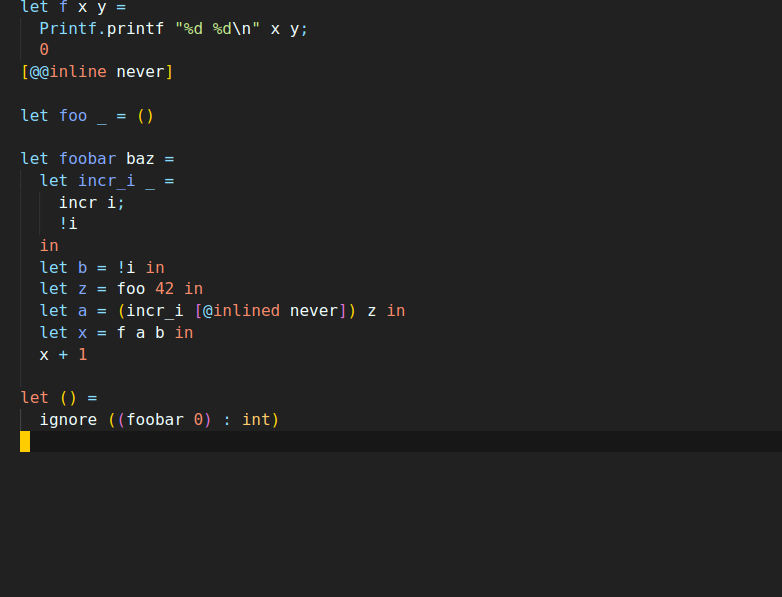 let f x y =
  Printf.printf "%d %d\n" x y;
  0
[@@inline never]

let foo _ = ()

let foobar baz =
  let incr_i _ =
    incr i;
    !i
  in
  let b = !i in
  let z = foo 42 in
  let a = (incr_i [@inlined never]) z in
  let x = f a b in
  x + 1

let () =
  ignore ((foobar 0) : int)